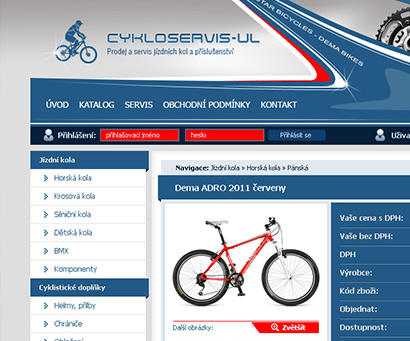 CYKLOSERVIS-UL
Prodej a servis jízdních kol a příslušenství
STAR BICYCLES - DEMA BIKES
ÚVOD KATALOG SERVIS OBCHODNÍ PODMÍNKY KONTAKT
Přihlášení: přihlašovací jméno heslo Přihlásit se Uživa
Jízdní kola
Horská kola
Krosová kola
Silniční kola
Dětská kola
BMX
Komponenty
Cyklistické doplňky
Helmy, přilby
Chrániče
Oblečení
Navigace: Jízdní kola » Horská kola » Pánská
Dema ADRO 2011 červeny
Další obrázky: Zvětšit
Vaše cena s DPH:
Vaše bez DPH:
DPH
Výrobce:
Kód zboží:
Objednat:
Dostupnost: